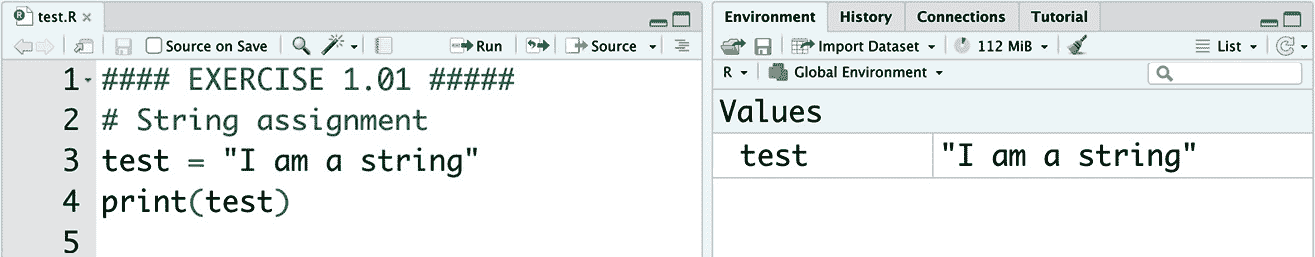 test.R
Source on Save
Run
Source
1 #### EXERCISE 1.01 #####
2 # String assignment
3 test = "I am a string"
4 print(test)
5
Environment History Connections Tutorial
Import Dataset 112 MiB List
R Global Environment
Values
test "I am a string"